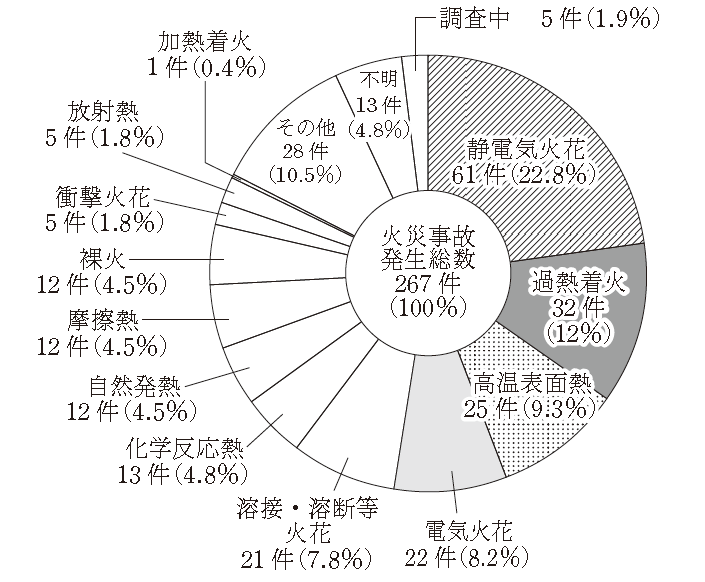 調査中 5件(1.9%)
静電気火花
61件(22.8%)
過熱着火
32件
(12%)
高温表面熱
25件(9.3%)
電気火花
22件(8.2%)
溶接・溶断等
火花
21件(7.8%)
化学反応熱
13件(4.8%)
自然発熱
12件(4.5%)
摩擦熱
12件(4.5%)
裸火
12件(4.5%)
衝撃火花
5件(1.8%)
放射熱
5件(1.8%)
加熱着火
1件(0.4%)
その他
28件
(10.5%)
不明
13件
(4.8%)
火災事故
発生総数
267件
(100%)